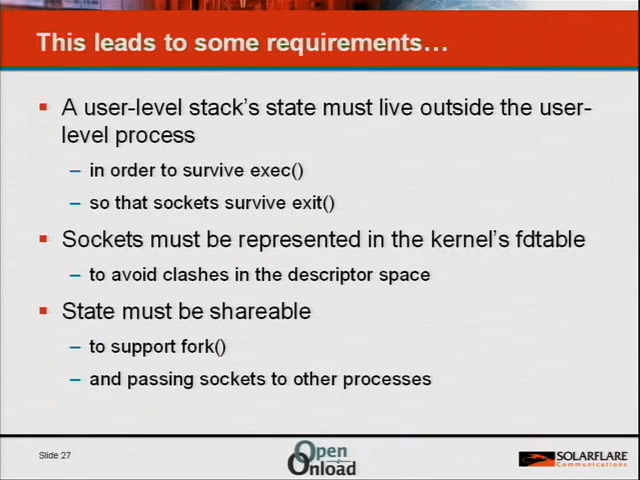 This leads to some requirements…
▪ A user-level stack's state must live outside the user-
level process
– in order to survive exec()
– so that sockets survive exit()
▪ Sockets must be represented in the kernel's fdtable
– to avoid clashes in the descriptor space
▪ State must be shareable
– to support fork()
– and passing sockets to other processes
Slide 27
Open
Onload
SOLARFLARE
Communications